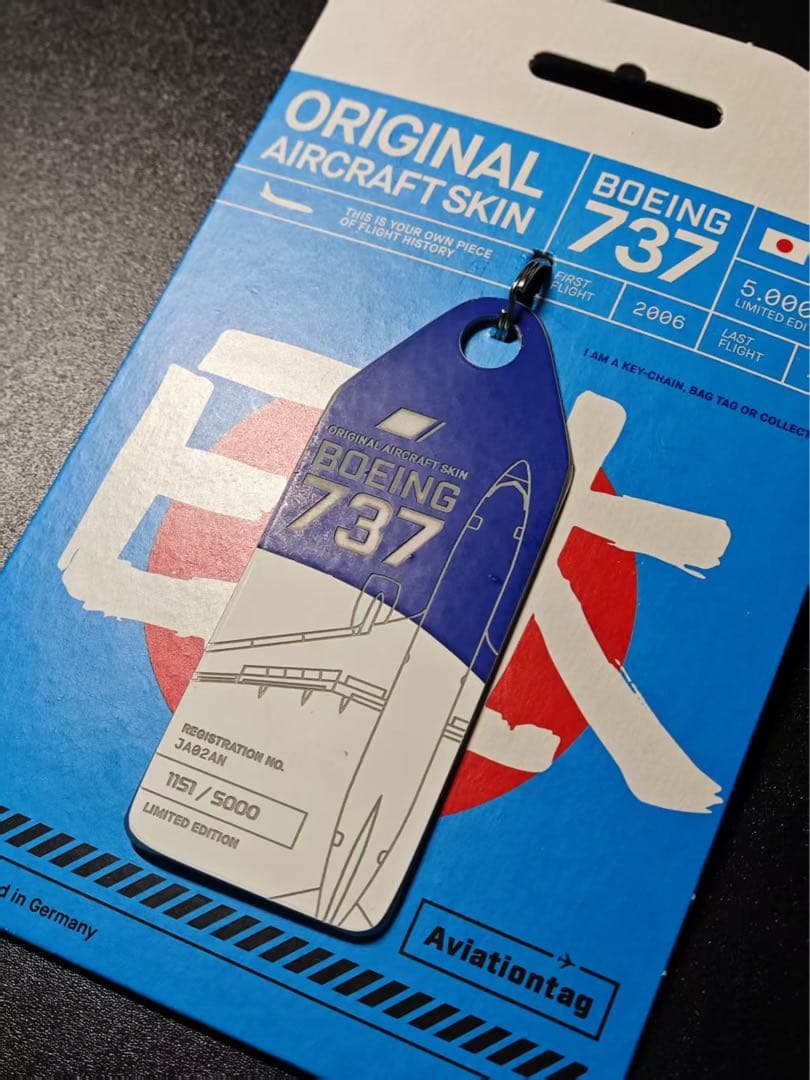 ORIGINAL
AIRCRAFT SKIN
THIS IS YOUR OWN PIECE
OF FLIGHT HISTORY
BOEING
737
5.000
LIMITED EDI
FIRST
FLIGHT
2006
LAST
FLIGHT
I AM A KEY-CHAIN, BAG TAG OR COLLECT
ORIGINAL AIRCRAFT SKIN
BOEING
737
REGISTRATION NO.
JA02AN
1151 / 5000
LIMITED EDITION
d in Germany
Aviationtag